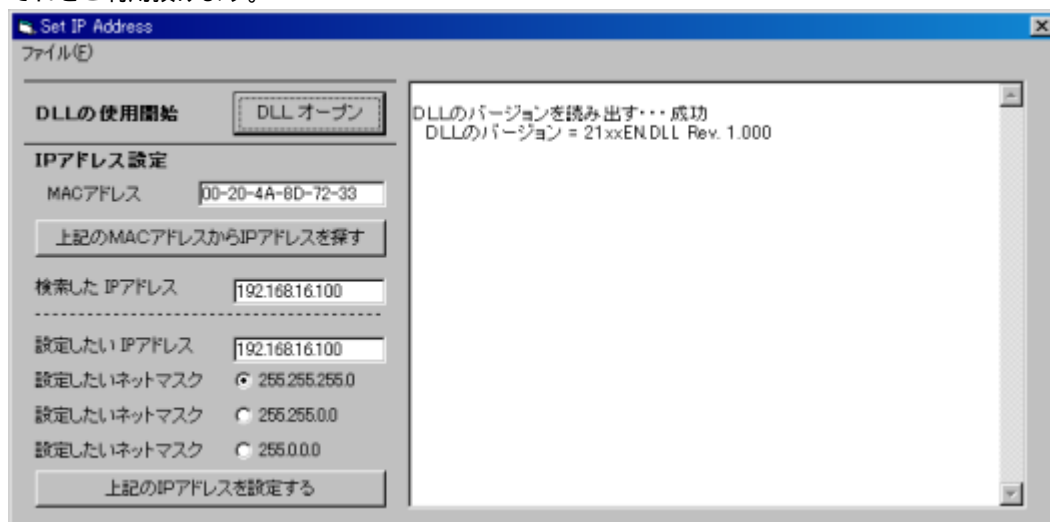 Set IP Address
ファイル(F)
DLLの使用開始
DLL オープン
IPアドレス設定
MACアドレス
00-20-4A-8D-72-33
上記のMACアドレスからIPアドレスを探す
検索した IPアドレス
192.168.16.100
設定したい IPアドレス
192.168.16.100
設定したいネットマスク
255.255.255.0
設定したいネットマスク
255.255.0.0
設定したいネットマスク
255.0.0.0
上記のIPアドレスを設定する
DLLのバージョンを読み出す・・・成功
DLLのバージョン = 21xxEN.DLL Rev. 1.000